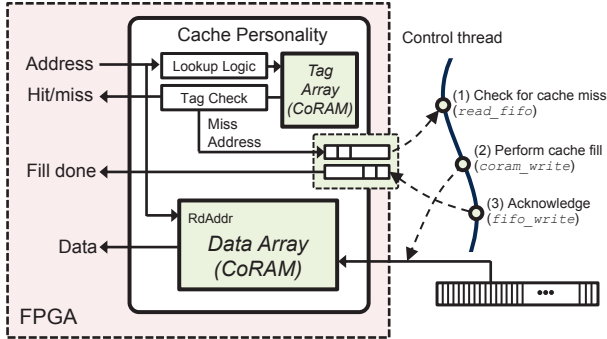 Cache Personality
Control thread
Address
Lookup Logic
Tag
Array
(CoRAM)
Hit/miss
Tag Check
Miss
Address
(1) Check for cache miss
(read_fifo)
(2) Perform cache fill
(coram_write)
Fill done
(3) Acknowledge
(fifo_write)
RdAddr
Data Array
(CoRAM)
Data
FPGA